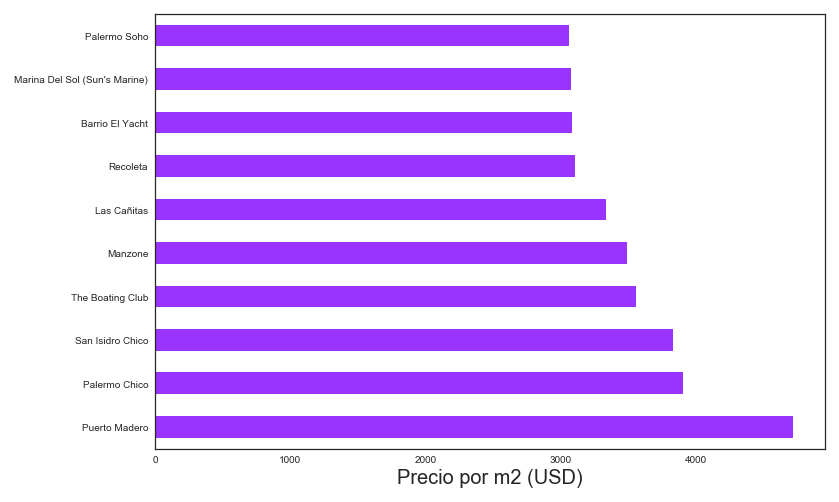 Palermo Soho
Marina Del Sol (Sun's Marine)
Barrio El Yacht
Recoleta
Las Cañitas
Manzone
The Boating Club
San Isidro Chico
Palermo Chico
Puerto Madero
0 1000 2000 3000 4000
Precio por m2 (USD)